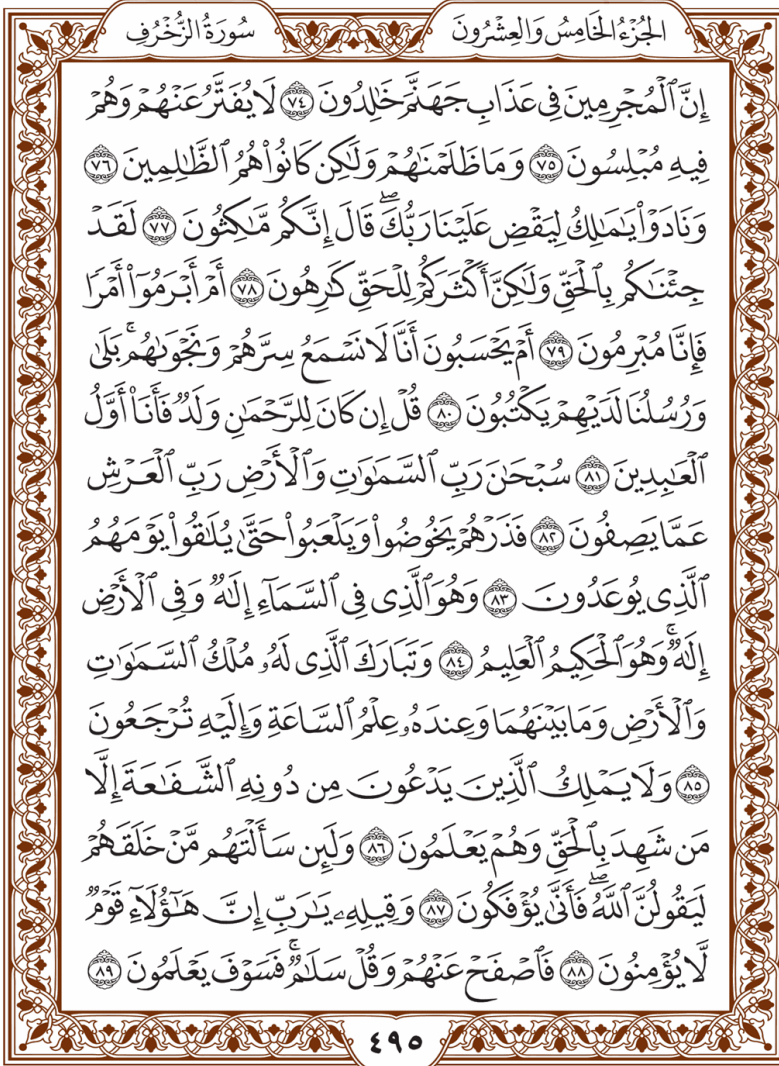 الجُزْءُ الخَامِسُ وَالعِشْرُونَ
سُورَةُ الزُّخْرُفِ
إِنَّ ٱلْمُجْرِمِينَ فِى عَذَابِ جَهَنَّمَ خَٰلِدُونَ ٧٤ لَا يُفَتَّرُ عَنْهُمْ وَهُمْ
فِيهِ مُبْلِسُونَ ٧٥ وَمَا ظَلَمْنَٰهُمْ وَلَٰكِن كَانُوا۟ هُمُ ٱلظَّٰلِمِينَ ٧٦
وَنَادَوْا۟ يَٰمَٰلِكُ لِيَقْضِ عَلَيْنَا رَبُّكَ ۖ قَالَ إِنَّكُم مَّٰكِثُونَ ٧٧ لَقَدْ
جِئْنَٰكُم بِٱلْحَقِّ وَلَٰكِنَّ أَكْثَرَكُمْ لِلْحَقِّ كَٰرِهُونَ ٧٨ أَمْ أَبْرَمُوٓا۟ أَمْرًا
فَإِنَّا مُبْرِمُونَ ٧٩ أَمْ يَحْسَبُونَ أَنَّا لَا نَسْمَعُ سِرَّهُمْ وَنَجْوَىٰهُم ۚ بَلَىٰ
وَرُسُلُنَا لَدَيْهِمْ يَكْتُبُونَ ٨٠ قُلْ إِن كَانَ لِلرَّحْمَٰنِ وَلَدٌ فَأَنَا۠ أَوَّلُ
ٱلْعَٰبِدِينَ ٨١ سُبْحَٰنَ رَبِّ ٱلسَّمَٰوَٰتِ وَٱلْأَرْضِ رَبِّ ٱلْعَرْشِ
عَمَّا يَصِفُونَ ٨٢ فَذَرْهُمْ يَخُوضُوا۟ وَيَلْعَبُوا۟ حَتَّىٰ يُلَٰقُوا۟ يَوْمَهُمُ
ٱلَّذِى يُوعَدُونَ ٨٣ وَهُوَ ٱلَّذِى فِى ٱلسَّمَآءِ إِلَٰهٌ وَفِى ٱلْأَرْضِ
إِلَٰهٌ ۚ وَهُوَ ٱلْحَكِيمُ ٱلْعَلِيمُ ٨٤ وَتَبَارَكَ ٱلَّذِى لَهُۥ مُلْكُ ٱلسَّمَٰوَٰتِ
وَٱلْأَرْضِ وَمَا بَيْنَهُمَا وَعِندَهُۥ عِلْمُ ٱلسَّاعَةِ وَإِلَيْهِ تُرْجَعُونَ
٨٥ وَلَا يَمْلِكُ ٱلَّذِينَ يَدْعُونَ مِن دُونِهِ ٱلشَّفَٰعَةَ إِلَّا
مَن شَهِدَ بِٱلْحَقِّ وَهُمْ يَعْلَمُونَ ٨٦ وَلَئِن سَأَلْتَهُم مَّنْ خَلَقَهُمْ
لَيَقُولُنَّ ٱللَّهُ ۖ فَأَنَّىٰ يُؤْفَكُونَ ٨٧ وَقِيلِهِۦ يَٰرَبِّ إِنَّ هَٰٓؤُلَآءِ قَوْمٌ
لَّا يُؤْمِنُونَ ٨٨ فَٱصْفَحْ عَنْهُمْ وَقُلْ سَلَٰمٌ ۚ فَسَوْفَ يَعْلَمُونَ ٨٩
٤٩٥